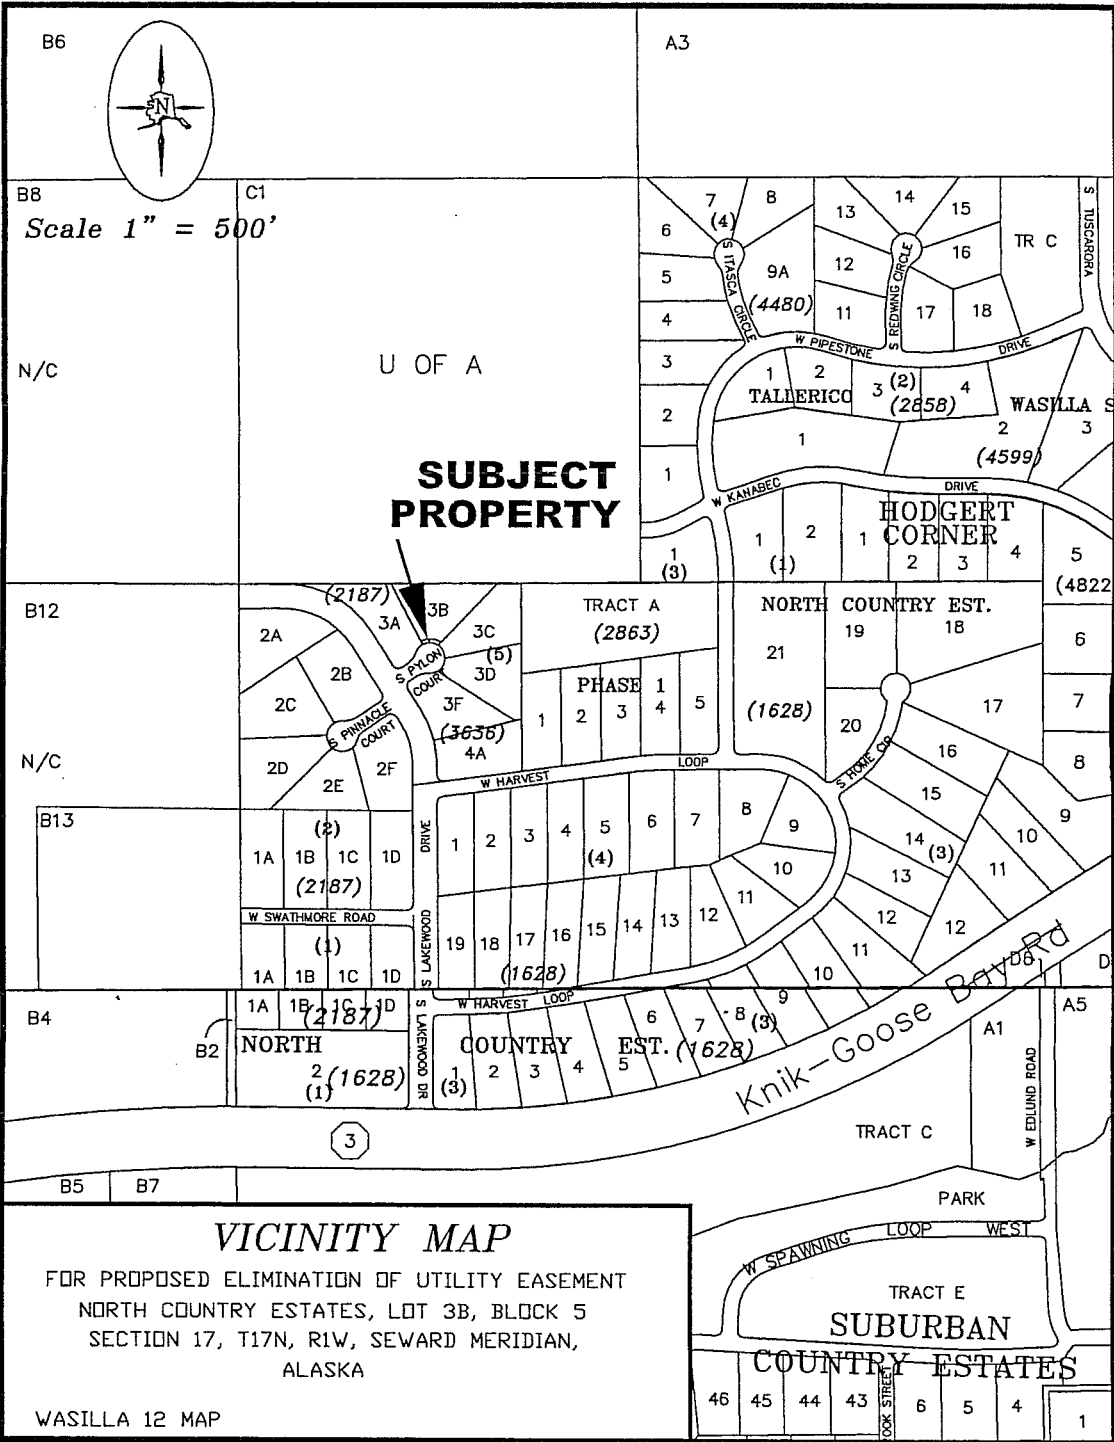 B6
A3
N
B8
C1
Scale 1" = 500'
7
(4)
8
13
14
15
TR C
S TUSCARORA
6
5
4
3
2
1
S ITASCA CIRCLE
9A
(4480)
12
11
S REDWING CIRCLE
16
17
18
N/C
U OF A
W PIPESTONE
DRIVE
1
2
3
(2)
4
(2858)
TALLERICO
WASILLA S
1
2
(4599)
3
SUBJECT
PROPERTY
W KANABEC
DRIVE
HODGERT
CORNER
1
(3)
1
2
(1)
1
2
3
4
5
(4822
B12
(2187)
3A
3B
3C
(5)
3D
3F
(3636)
4A
S PYLON
COURT
2A
2B
2C
2D
2E
2F
S PINNACLE
COURT
TRACT A
(2863)
PHASE 1
1
2
3
4
5
NORTH COUNTRY EST.
21
19
18
(1628)
20
S HOME CIR
17
16
15
14
(3)
13
12
11
10
6
7
8
9
10
11
12
N/C
W HARVEST
LOOP
B13
(2)
1A
1B
1C
1D
(2187)
W SWATHMORE ROAD
(1)
1A
1B
1C
1D
S LAKEWOOD
DRIVE
1
2
3
4
5
6
7
8
9
(4)
10
11
19
18
17
16
15
14
13
12
(1628)
W HARVEST LOOP
B4
B2
1A
1B
1C
1D
(2187)
NORTH
2
(1628)
(1)
S LAKEWOOD DR
COUNTRY
EST.
(1628)
1
(3)
2
3
4
5
6
7
8
(3)
9
Knik-Goose Bay Rd
D6
D
A1
A5
W EDLUND ROAD
3
TRACT C
B5
B7
PARK
W SPAWNING
LOOP
WEST
TRACT E
SUBURBAN
COUNTRY ESTATES
46
45
44
43
OOK STREET
6
5
4
1
VICINITY MAP
FOR PROPOSED ELIMINATION OF UTILITY EASEMENT
NORTH COUNTRY ESTATES, LOT 3B, BLOCK 5
SECTION 17, T17N, R1W, SEWARD MERIDIAN,
ALASKA
WASILLA 12 MAP